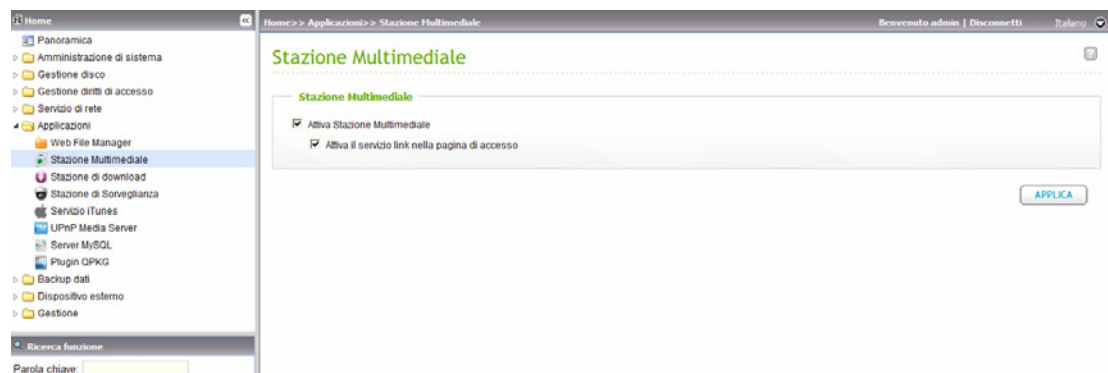 Home
Home>> Applicazioni>> Stazione Multimediale
Benvenuto admin | Disconnetti
Italiano
Panoramica
Amministrazione di sistema
Gestione disco
Gestione diritti di accesso
Servizio di rete
Applicazioni
Web File Manager
Stazione Multimediale
Stazione di download
Stazione di Sorveglianza
Servizio iTunes
UPnP Media Server
Server MySQL
Plugin QPKG
Backup dati
Dispositivo esterno
Gestione
Ricerca funzione
Parola chiave:
Stazione Multimediale
Stazione Multimediale
Attiva Stazione Multimediale
Attiva il servizio link nella pagina di accesso
APPLICA